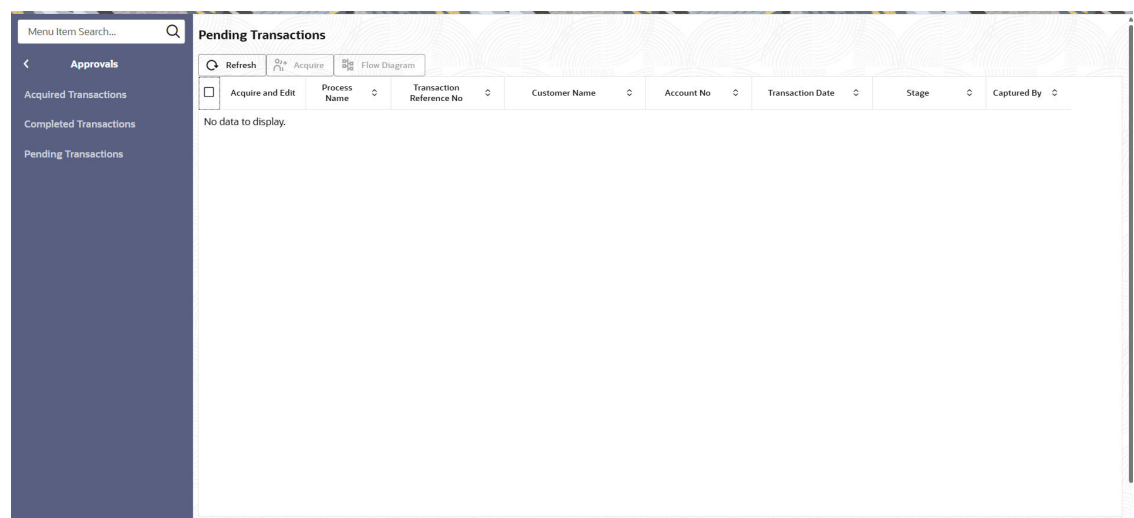 Menu Item Search...
Approvals
Acquired Transactions
Completed Transactions
Pending Transactions
Pending Transactions
Refresh Acquire Flow Diagram
Acquire and Edit Process Name Transaction Reference No Customer Name Account No Transaction Date Stage Captured By
No data to display.